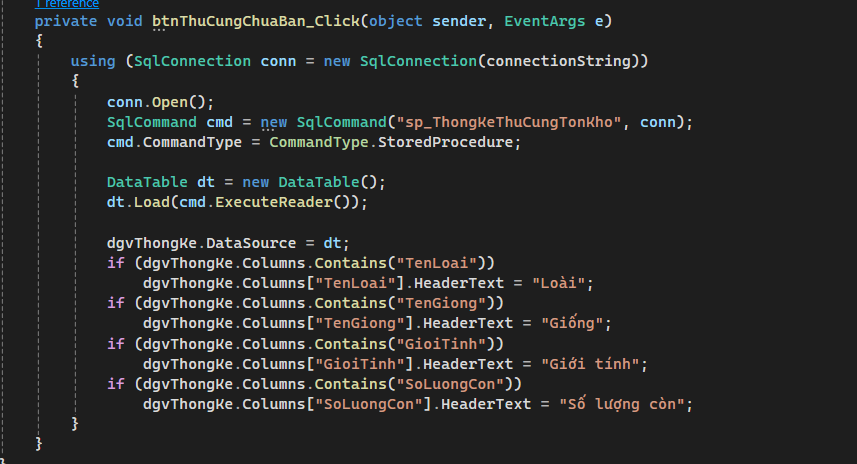 1 reference
private void btnThuCungChuaBan_Click(object sender, EventArgs e)
{
using (SqlConnection conn = new SqlConnection(connectionString))
{
conn.Open();
SqlCommand cmd = new SqlCommand("sp_ThongKeThuCungTonKho", conn);
cmd.CommandType = CommandType.StoredProcedure;
DataTable dt = new DataTable();
dt.Load(cmd.ExecuteReader());
dgvThongKe.DataSource = dt;
if (dgvThongKe.Columns.Contains("TenLoai"))
dgvThongKe.Columns["TenLoai"].HeaderText = "Loài";
if (dgvThongKe.Columns.Contains("TenGiong"))
dgvThongKe.Columns["TenGiong"].HeaderText = "Giống";
if (dgvThongKe.Columns.Contains("GioiTinh"))
dgvThongKe.Columns["GioiTinh"].HeaderText = "Giới tính";
if (dgvThongKe.Columns.Contains("SoLuongCon"))
dgvThongKe.Columns["SoLuongCon"].HeaderText = "Số lượng còn";
}
}
}